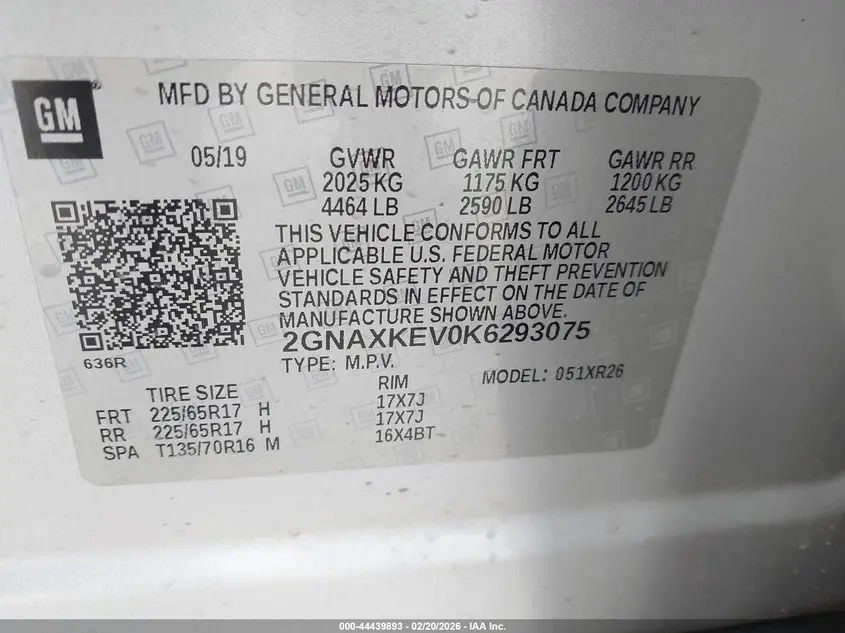 GM
MFD BY GENERAL MOTORS OF CANADA COMPANY
05/19 GVWR GAWR FRT GAWR RR
2025 KG 1175 KG 1200 KG
4464 LB 2590 LB 2645 LB
THIS VEHICLE CONFORMS TO ALL
APPLICABLE U.S. FEDERAL MOTOR
VEHICLE SAFETY AND THEFT PREVENTION
STANDARDS IN EFFECT ON THE DATE OF
MANUFACTURE SHOWN ABOVE.
2GNAXKEV0K6293075
636R
TYPE: M.P.V. MODEL: 051XR26
TIRE SIZE RIM
FRT 225/65R17 H 17X7J
RR 225/65R17 H 17X7J
SPA T135/70R16 M 16X4BT
000-44439893 | 02/20/2026 – IAA Inc.